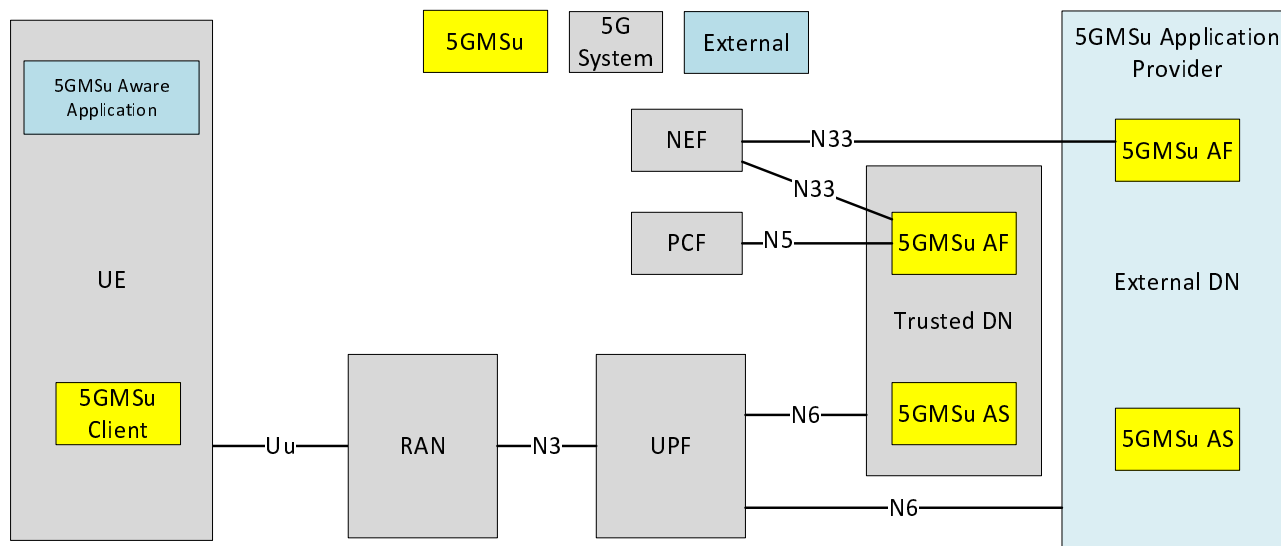 5GMSu
5G
System
External
5GMSu Application
Provider
5GMSu Aware
Application
NEF
N33
5GMSu AF
N33
PCF
N5
5GMSu AF
UE
External DN
Trusted DN
5GMSu
Client
5GMSu AS
N6
5GMSu AS
Uu
RAN
N3
UPF
N6